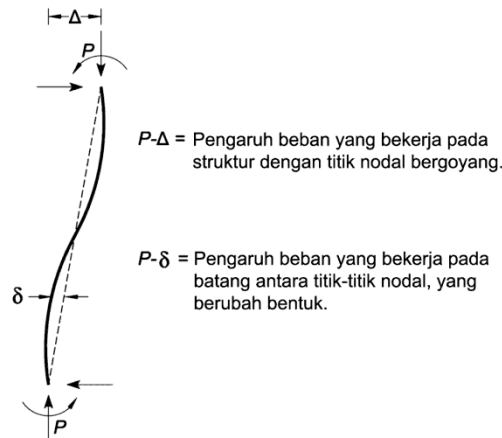 Δ
P
P-Δ = Pengaruh beban yang bekerja pada
struktur dengan titik nodal bergoyang.
P-δ = Pengaruh beban yang bekerja pada
batang antara titik-titik nodal, yang
berubah bentuk.
δ
P